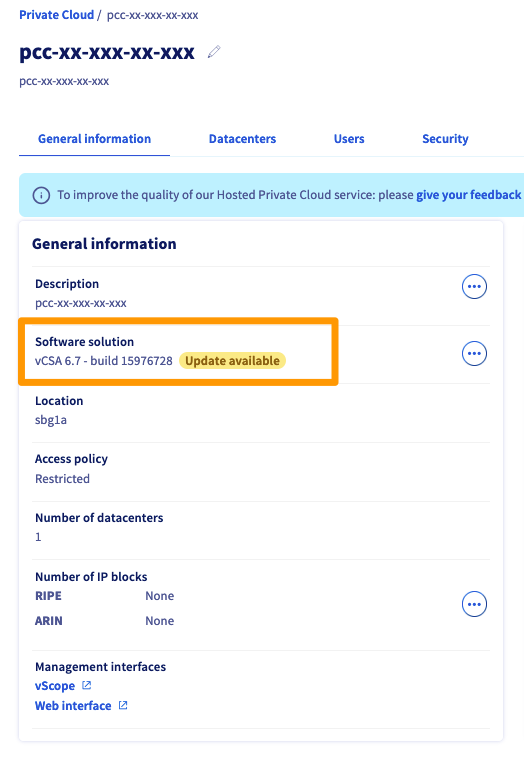 Private Cloud / pcc-xx-xxx-xx-xxx
pcc-xx-xxx-xx-xxx
pcc-xx-xxx-xx-xxx
General information Datacenters Users Security
To improve the quality of our Hosted Private Cloud service: please give your feedback
General information
Description
pcc-xx-xxx-xx-xxx
Software solution
vCSA 6.7 - build 15976728 Update available
Location
sbg1a
Access policy
Restricted
Number of datacenters
1
Number of IP blocks
RIPE None
ARIN None
Management interfaces
vScope
Web interface